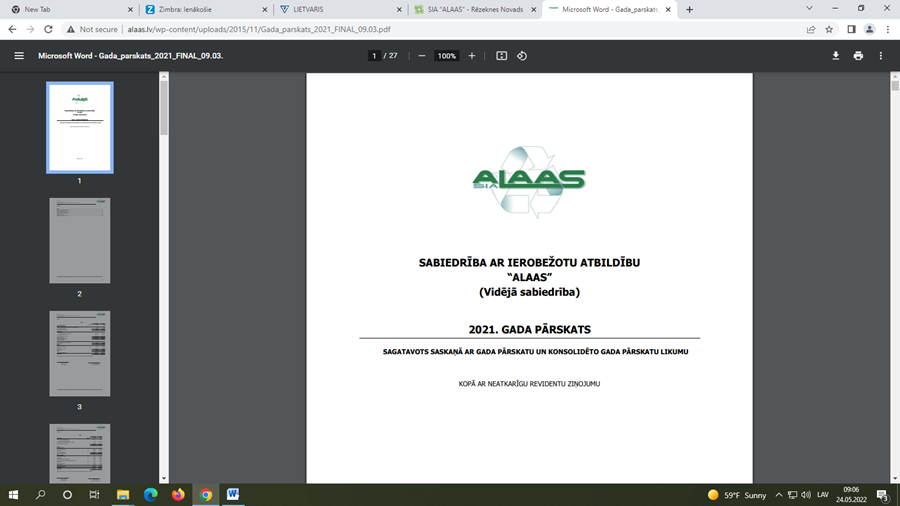 New Tab
Zimbra: Ienākošie
LIETVARIS
SIA "ALAAS" - Rēzeknes Novads
Microsoft Word - Gada_parskats_
Not secure
alaas.lv/wp-content/uploads/2015/11/Gada_parskats_2021_FINAL_09.03.pdf
Microsoft Word - Gada_parskats_2021_FINAL_09.03.
1 / 27
100%
1
2
3
ALAAS
SIA
SABIEDRĪBA AR IEROBEŽOTU ATBILDĪBU
"ALAAS"
(Vidējā sabiedrība)
2021. GADA PĀRSKATS
SAGATAVOTS SASKAŅĀ AR GADA PĀRSKATU UN KONSOLIDĒTO GADA PĀRSKATU LIKUMU
KOPĀ AR NEATKARĪGU REVIDENTU ZIŅOJUMU
59°F Sunny
LAV
09:06
24.05.2022
3